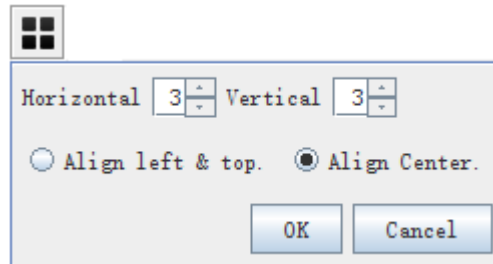 Horizontal 3 Vertical 3
Align left & top. Align Center.
OK Cancel